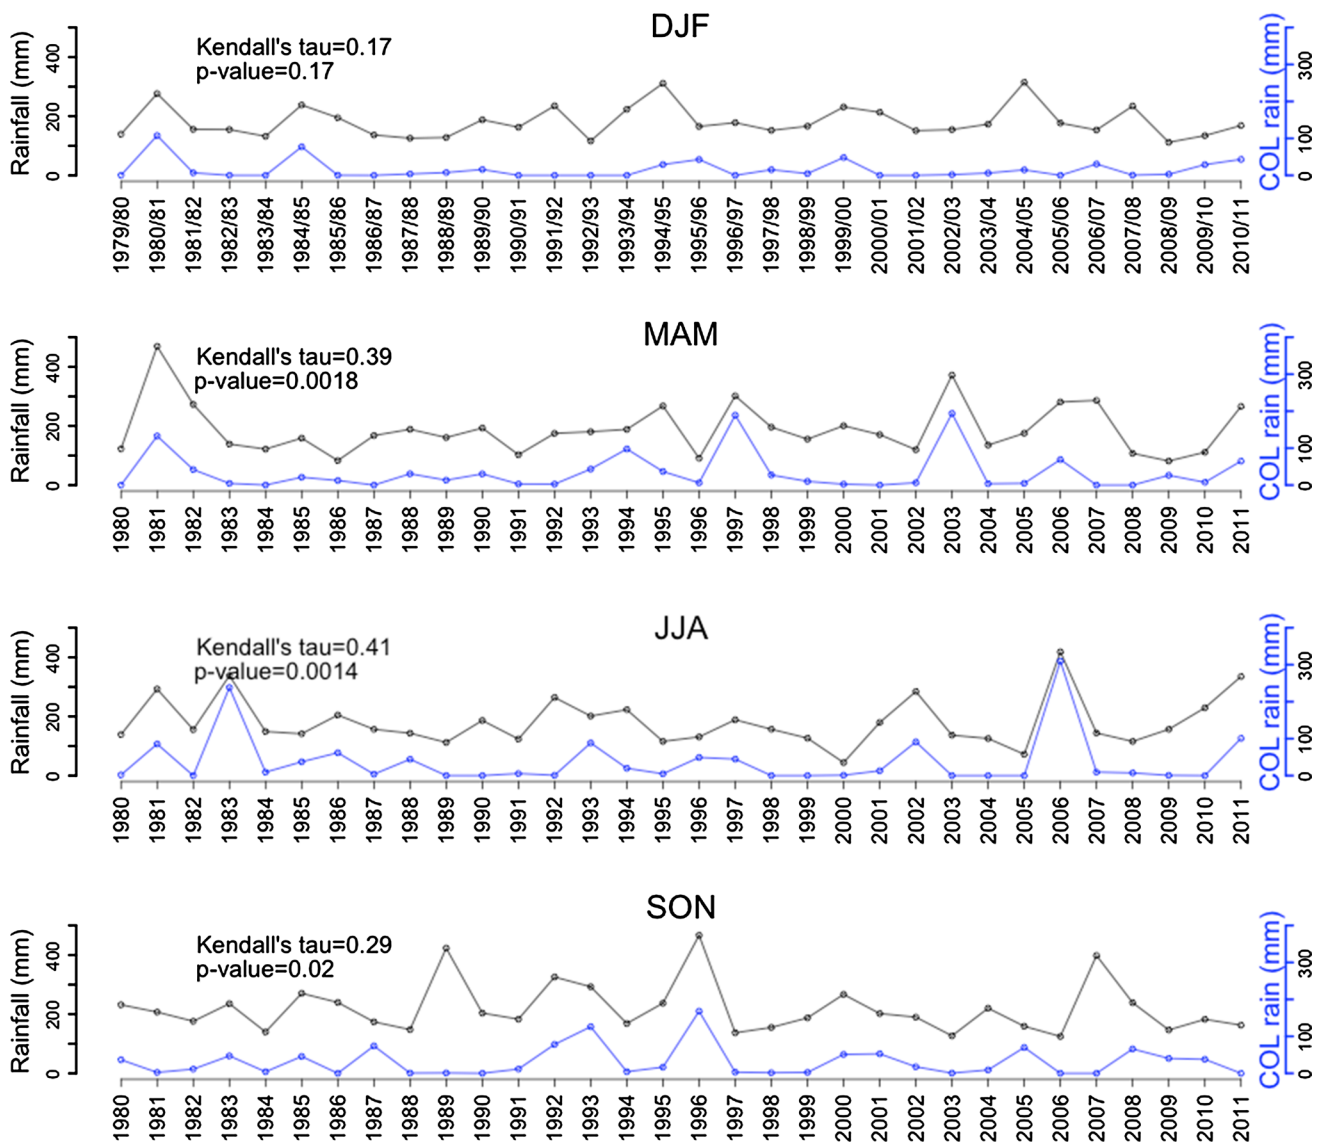 DJF
Kendall's tau=0.17
p-value=0.17
Rainfall (mm)
0 200 400
COL rain (mm)
0 100 300
1979/80 1980/81 1981/82 1982/83 1983/84 1984/85 1985/86 1986/87 1987/88 1988/89 1989/90 1990/91 1991/92 1992/93 1993/94 1994/95 1995/96 1996/97 1997/98 1998/99 1999/00 2000/01 2001/02 2002/03 2003/04 2004/05 2005/06 2006/07 2007/08 2008/09 2009/10 2010/11
MAM
Kendall's tau=0.39
p-value=0.0018
Rainfall (mm)
0 200 400
COL rain (mm)
0 100 300
1980 1981 1982 1983 1984 1985 1986 1987 1988 1989 1990 1991 1992 1993 1994 1995 1996 1997 1998 1999 2000 2001 2002 2003 2004 2005 2006 2007 2008 2009 2010 2011
JJA
Kendall's tau=0.41
p-value=0.0014
Rainfall (mm)
0 200 400
COL rain (mm)
0 100 300
1980 1981 1982 1983 1984 1985 1986 1987 1988 1989 1990 1991 1992 1993 1994 1995 1996 1997 1998 1999 2000 2001 2002 2003 2004 2005 2006 2007 2008 2009 2010 2011
SON
Kendall's tau=0.29
p-value=0.02
Rainfall (mm)
0 200 400
COL rain (mm)
0 100 300
1980 1981 1982 1983 1984 1985 1986 1987 1988 1989 1990 1991 1992 1993 1994 1995 1996 1997 1998 1999 2000 2001 2002 2003 2004 2005 2006 2007 2008 2009 2010 2011